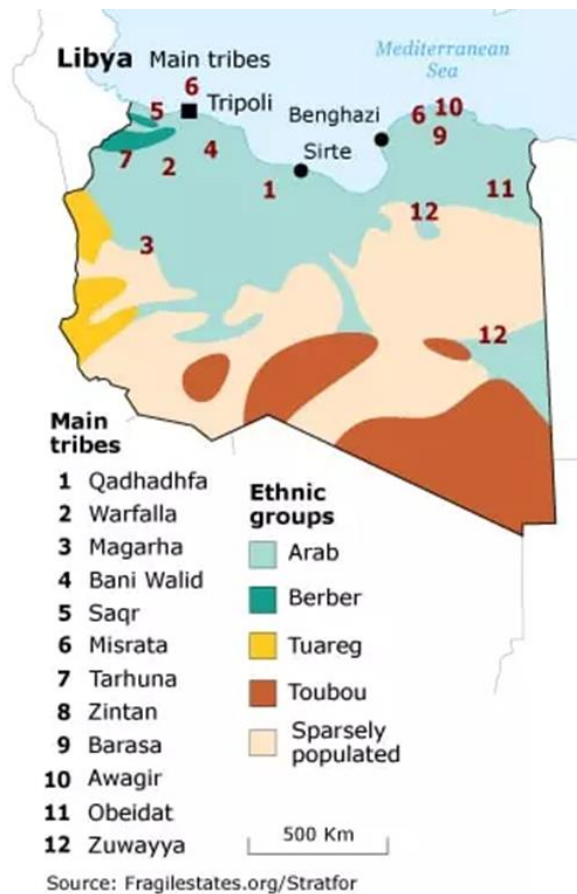 Libya Main tribes
Mediterranean
Sea
6
Tripoli
5
Benghazi
6
10
9
Sirte
7
2
4
1
11
12
3
12
Main
tribes
1 Qadhadhfa
2 Warfalla
3 Magarha
4 Bani Walid
5 Saqr
6 Misrata
7 Tarhuna
8 Zintan
9 Barasa
10 Awagir
11 Obeidat
12 Zuwayya
Ethnic
groups
Arab
Berber
Tuareg
Toubou
Sparsely
populated
500 Km
Source: Fragilestates.org/Stratfor